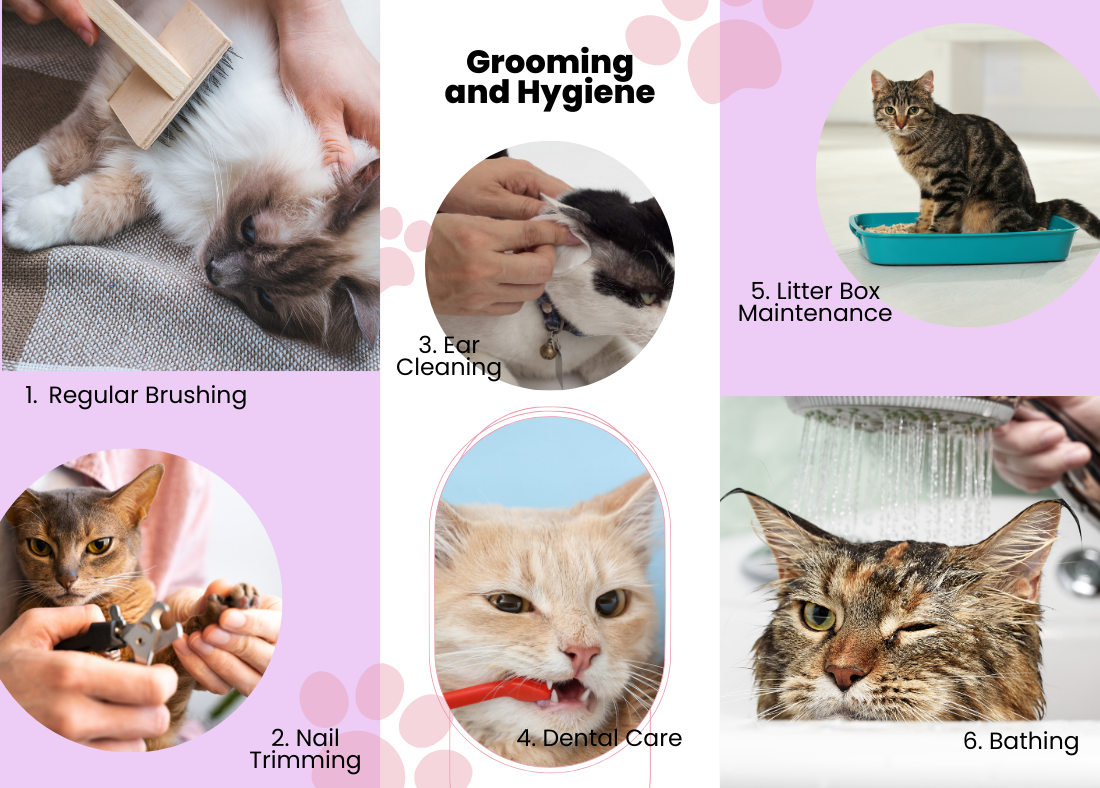 Grooming
and Hygiene
1. Regular Brushing
2. Nail
Trimming
3. Ear
Cleaning
4. Dental Care
5. Litter Box
Maintenance
6. Bathing